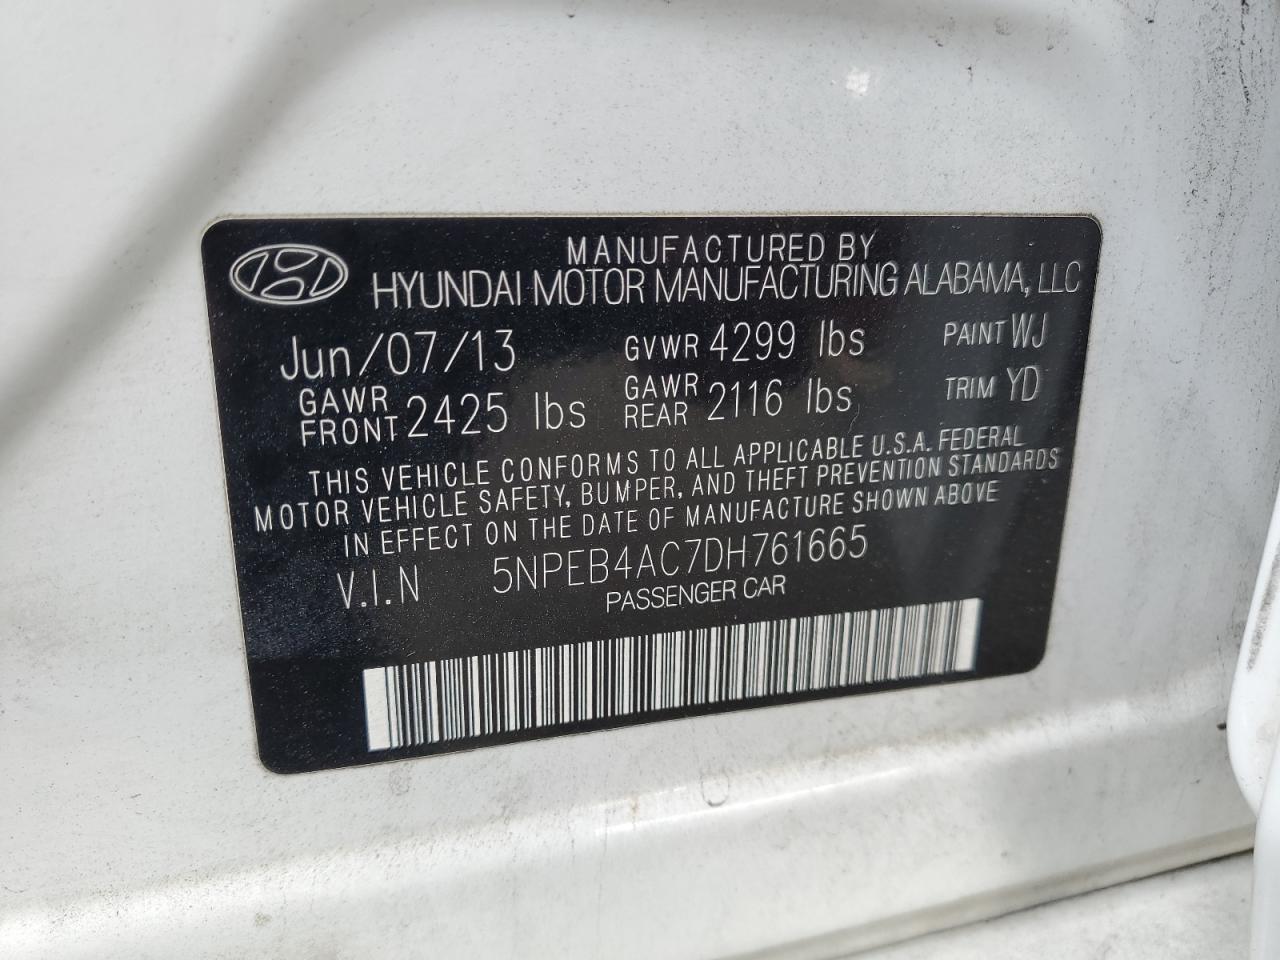 MANUFACTURED BY
HYUNDAI MOTOR MANUFACTURING ALABAMA, LLC
Jun/07/13 GVWR 4299 lbs PAINT WJ
GAWR FRONT 2425 lbs GAWR REAR 2116 lbs TRIM YD
THIS VEHICLE CONFORMS TO ALL APPLICABLE U.S.A. FEDERAL
MOTOR VEHICLE SAFETY, BUMPER, AND THEFT PREVENTION STANDARDS
IN EFFECT ON THE DATE OF MANUFACTURE SHOWN ABOVE
V.I.N 5NPEB4AC7DH761665
PASSENGER CAR